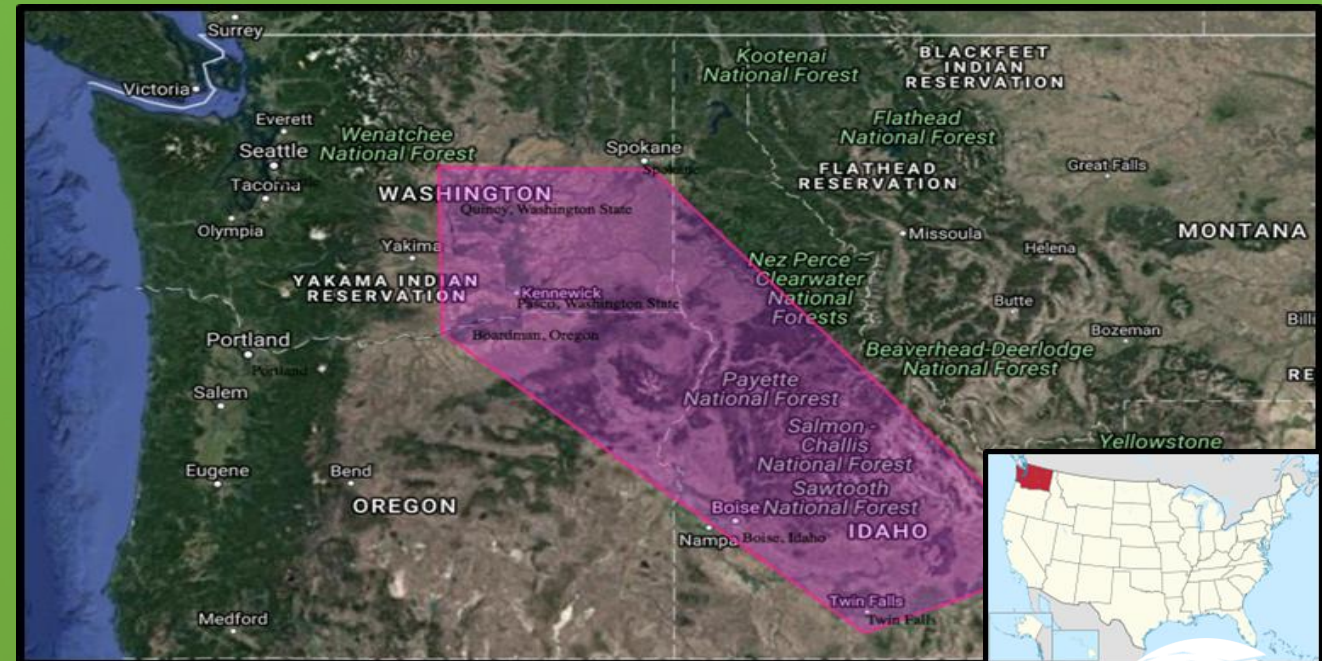 Surrey
Victoria
Everett
Seattle
Tacoma
Olympia
Wenatchee
National Forest
WASHINGTON
Quincy, Washington State
Spokane
Spokane
Kootenai
National Forest
BLACKFEET
INDIAN
RESERVATION
Flathead
National Forest
FLATHEAD
RESERVATION
Great Falls
MONTANA
Missoula
Helena
Butte
Bozeman
Billi
RE
Yakima
YAKAMA INDIAN
RESERVATION
Kennewick
Pasco, Washington State
Boardman, Oregon
Nez Perce -
Clearwater
National
Forests
Beaverhead-Deerlodge
National Forest
Portland
Portland
Salem
Eugene
Bend
OREGON
Medford
Payette
National Forest
Salmon -
Challis
National Forest
Sawtooth
National Forest
Yellowstone
Boise
Nampa
Boise, Idaho
IDAHO
Twin Falls
Twin Falls